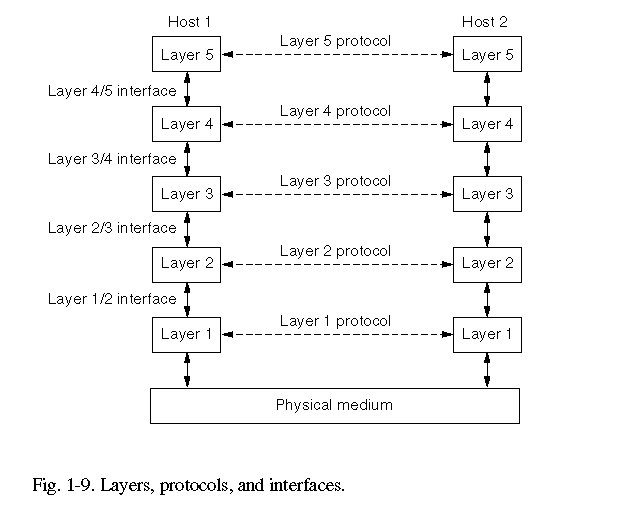 Host 1 Host 2
Layer 5 protocol
Layer 5 Layer 5
Layer 4/5 interface
Layer 4 protocol
Layer 4 Layer 4
Layer 3/4 interface
Layer 3 protocol
Layer 3 Layer 3
Layer 2/3 interface
Layer 2 protocol
Layer 2 Layer 2
Layer 1/2 interface
Layer 1 protocol
Layer 1 Layer 1
Physical medium
Fig. 1-9. Layers, protocols, and interfaces.